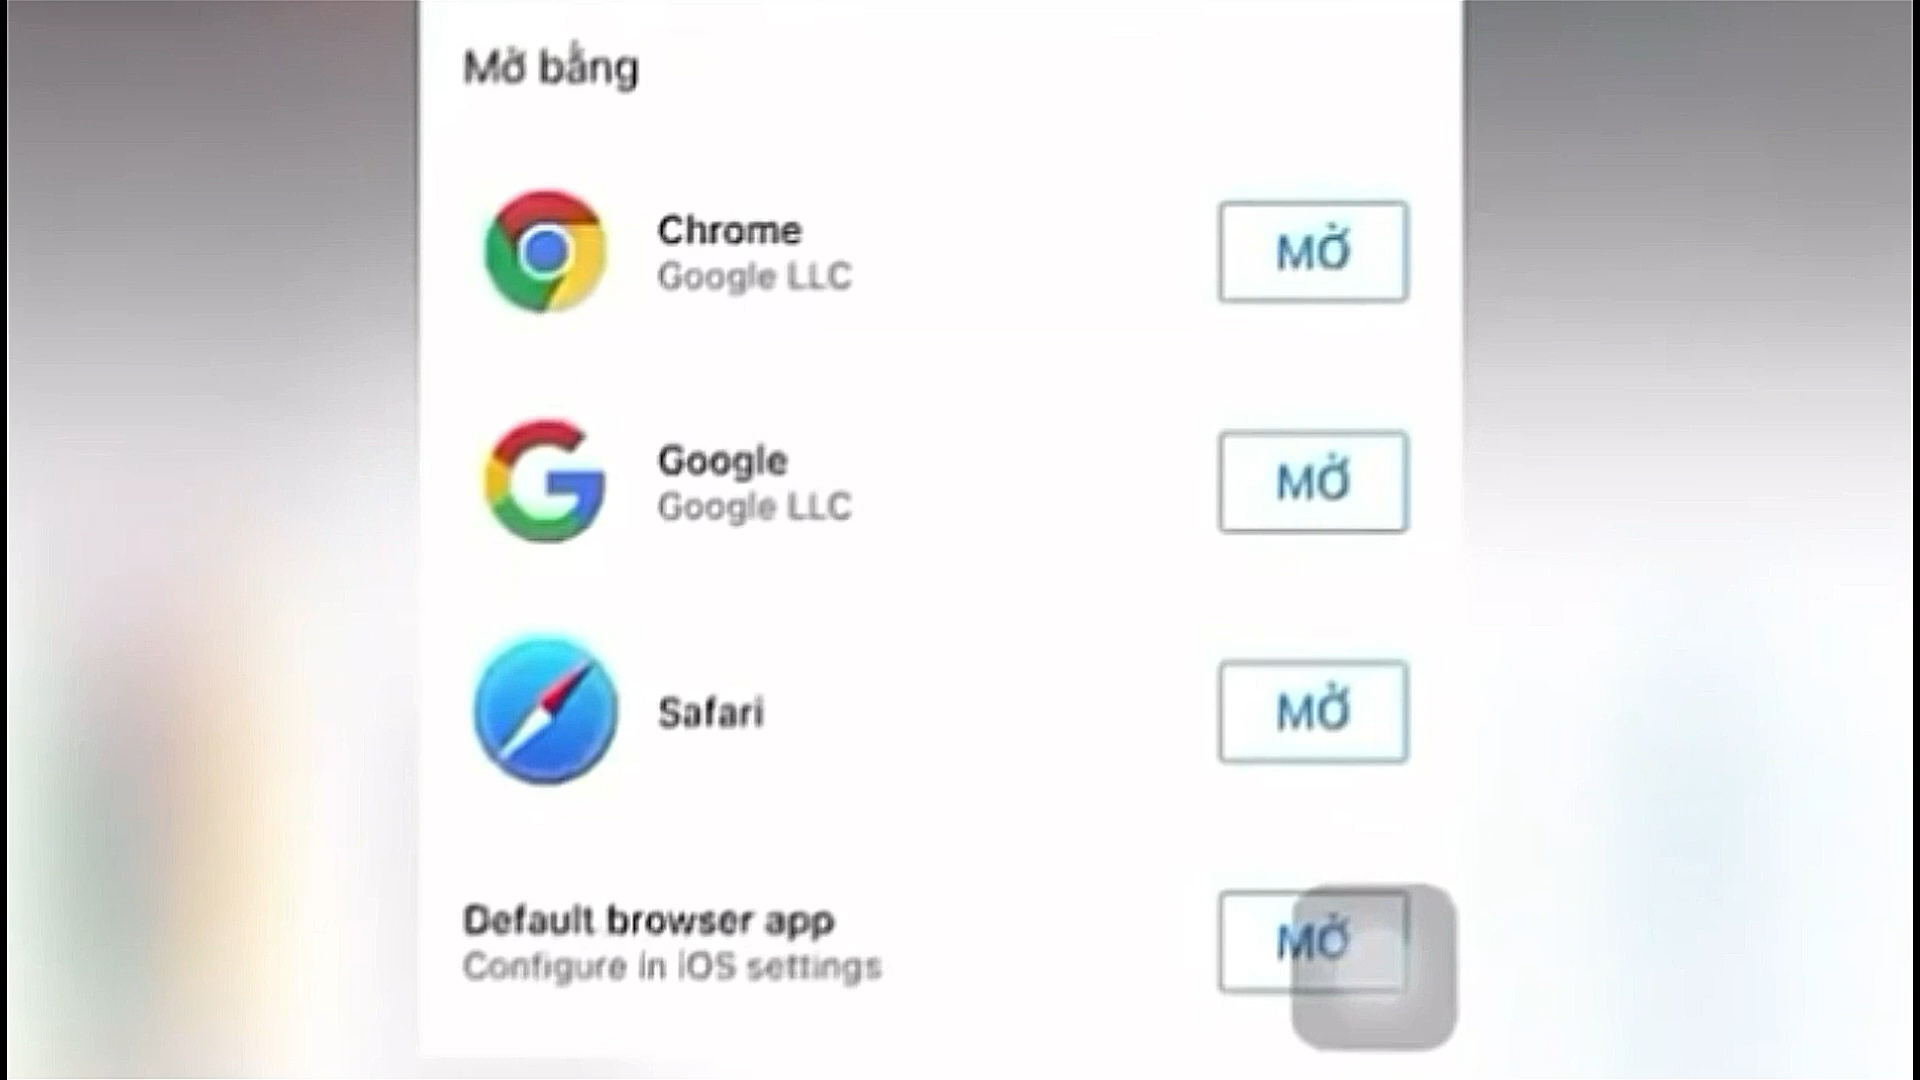 Mở bằng
Chrome
Google LLC
MỞ
Google
Google LLC
MỞ
Safari
MỞ
Default browser app
Configure in iOS settings
MỞ